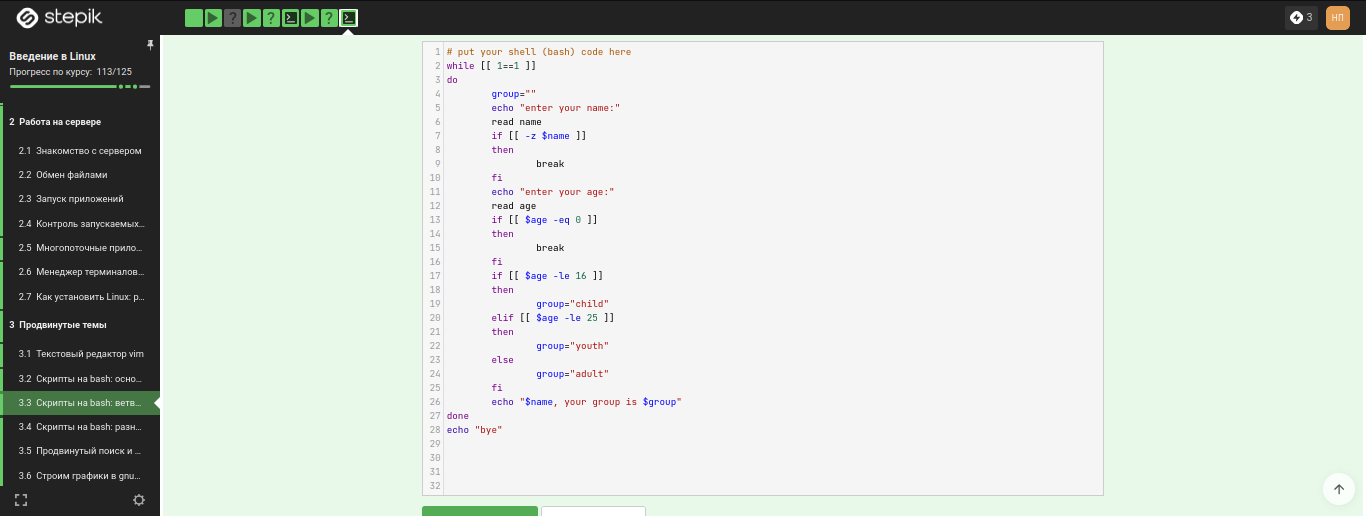 stepik
3
НП
Введение в Linux
Прогресс по курсу: 113/125
2 Работа на сервере
2.1 Знакомство с сервером
2.2 Обмен файлами
2.3 Запуск приложений
2.4 Контроль запускаемых...
2.5 Многопоточные прило...
2.6 Менеджер терминалов...
2.7 Как установить Linux: р...
3 Продвинутые темы
3.1 Текстовый редактор vim
3.2 Скрипты на bash: осно...
3.3 Скрипты на bash: ветв...
3.4 Скрипты на bash: разн...
3.5 Продвинутый поиск и ...
3.6 Строим графики в gnu...
1 # put your shell (bash) code here
2 while [[ 1==1 ]]
3 do
4 group=""
5 echo "enter your name:"
6 read name
7 if [[ -z $name ]]
8 then
9 break
10 fi
11 echo "enter your age:"
12 read age
13 if [[ $age -eq 0 ]]
14 then
15 break
16 fi
17 if [[ $age -le 16 ]]
18 then
19 group="child"
20 elif [[ $age -le 25 ]]
21 then
22 group="youth"
23 else
24 group="adult"
25 fi
26 echo "$name, your group is $group"
27 done
28 echo "bye"
29
30
31
32